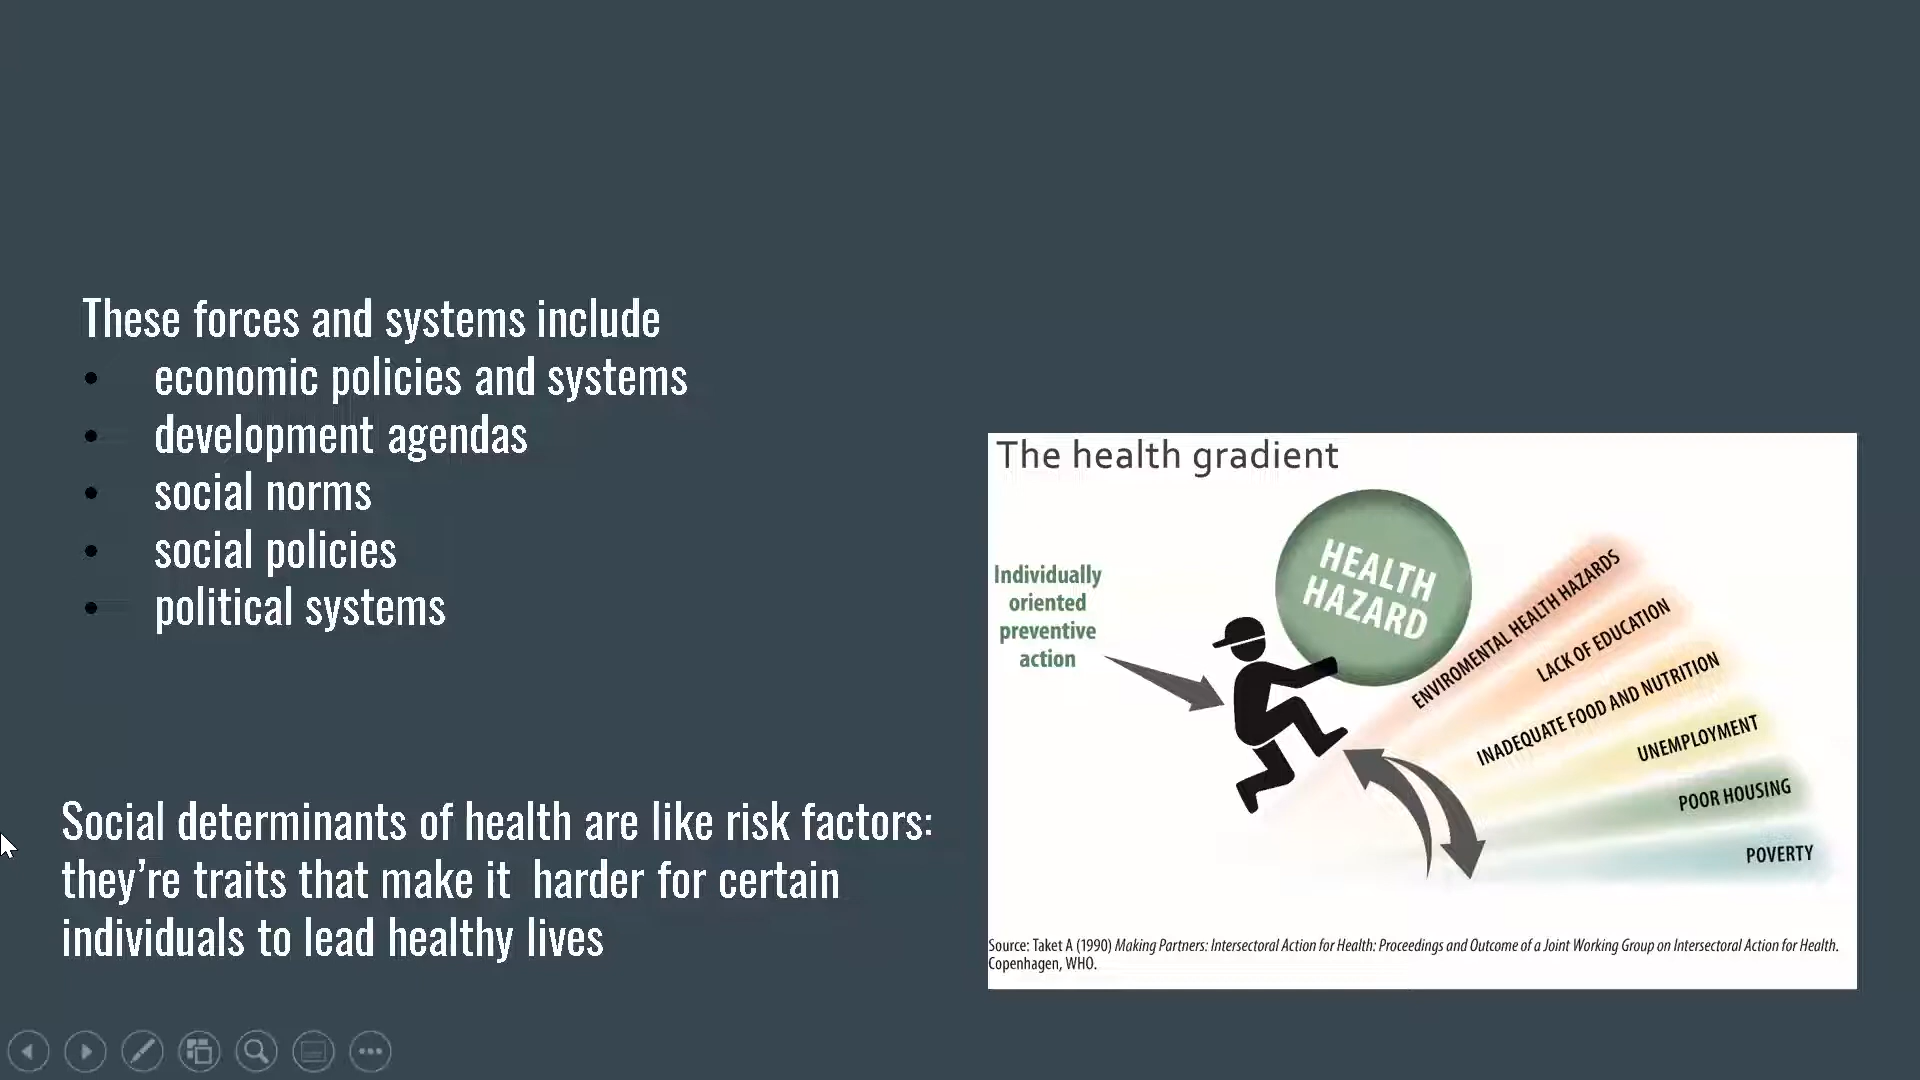 These forces and systems include
• economic policies and systems
• development agendas
• social norms
• social policies
• political systems
Social determinants of health are like risk factors:
they're traits that make it  harder for certain
individuals to lead healthy lives
The health gradient
Individually
oriented
preventive
action
HEALTH
HAZARD
ENVIROMENTAL HEALTH HAZARDS
LACK OF EDUCATION
INADEQUATE FOOD AND NUTRITION
UNEMPLOYMENT
POOR HOUSING
POVERTY
Source: Taket A (1990) Making Partners: Intersectoral Action for Health: Proceedings and Outcome of a Joint Working Group on Intersectoral Action for Health.
Copenhagen, WHO.